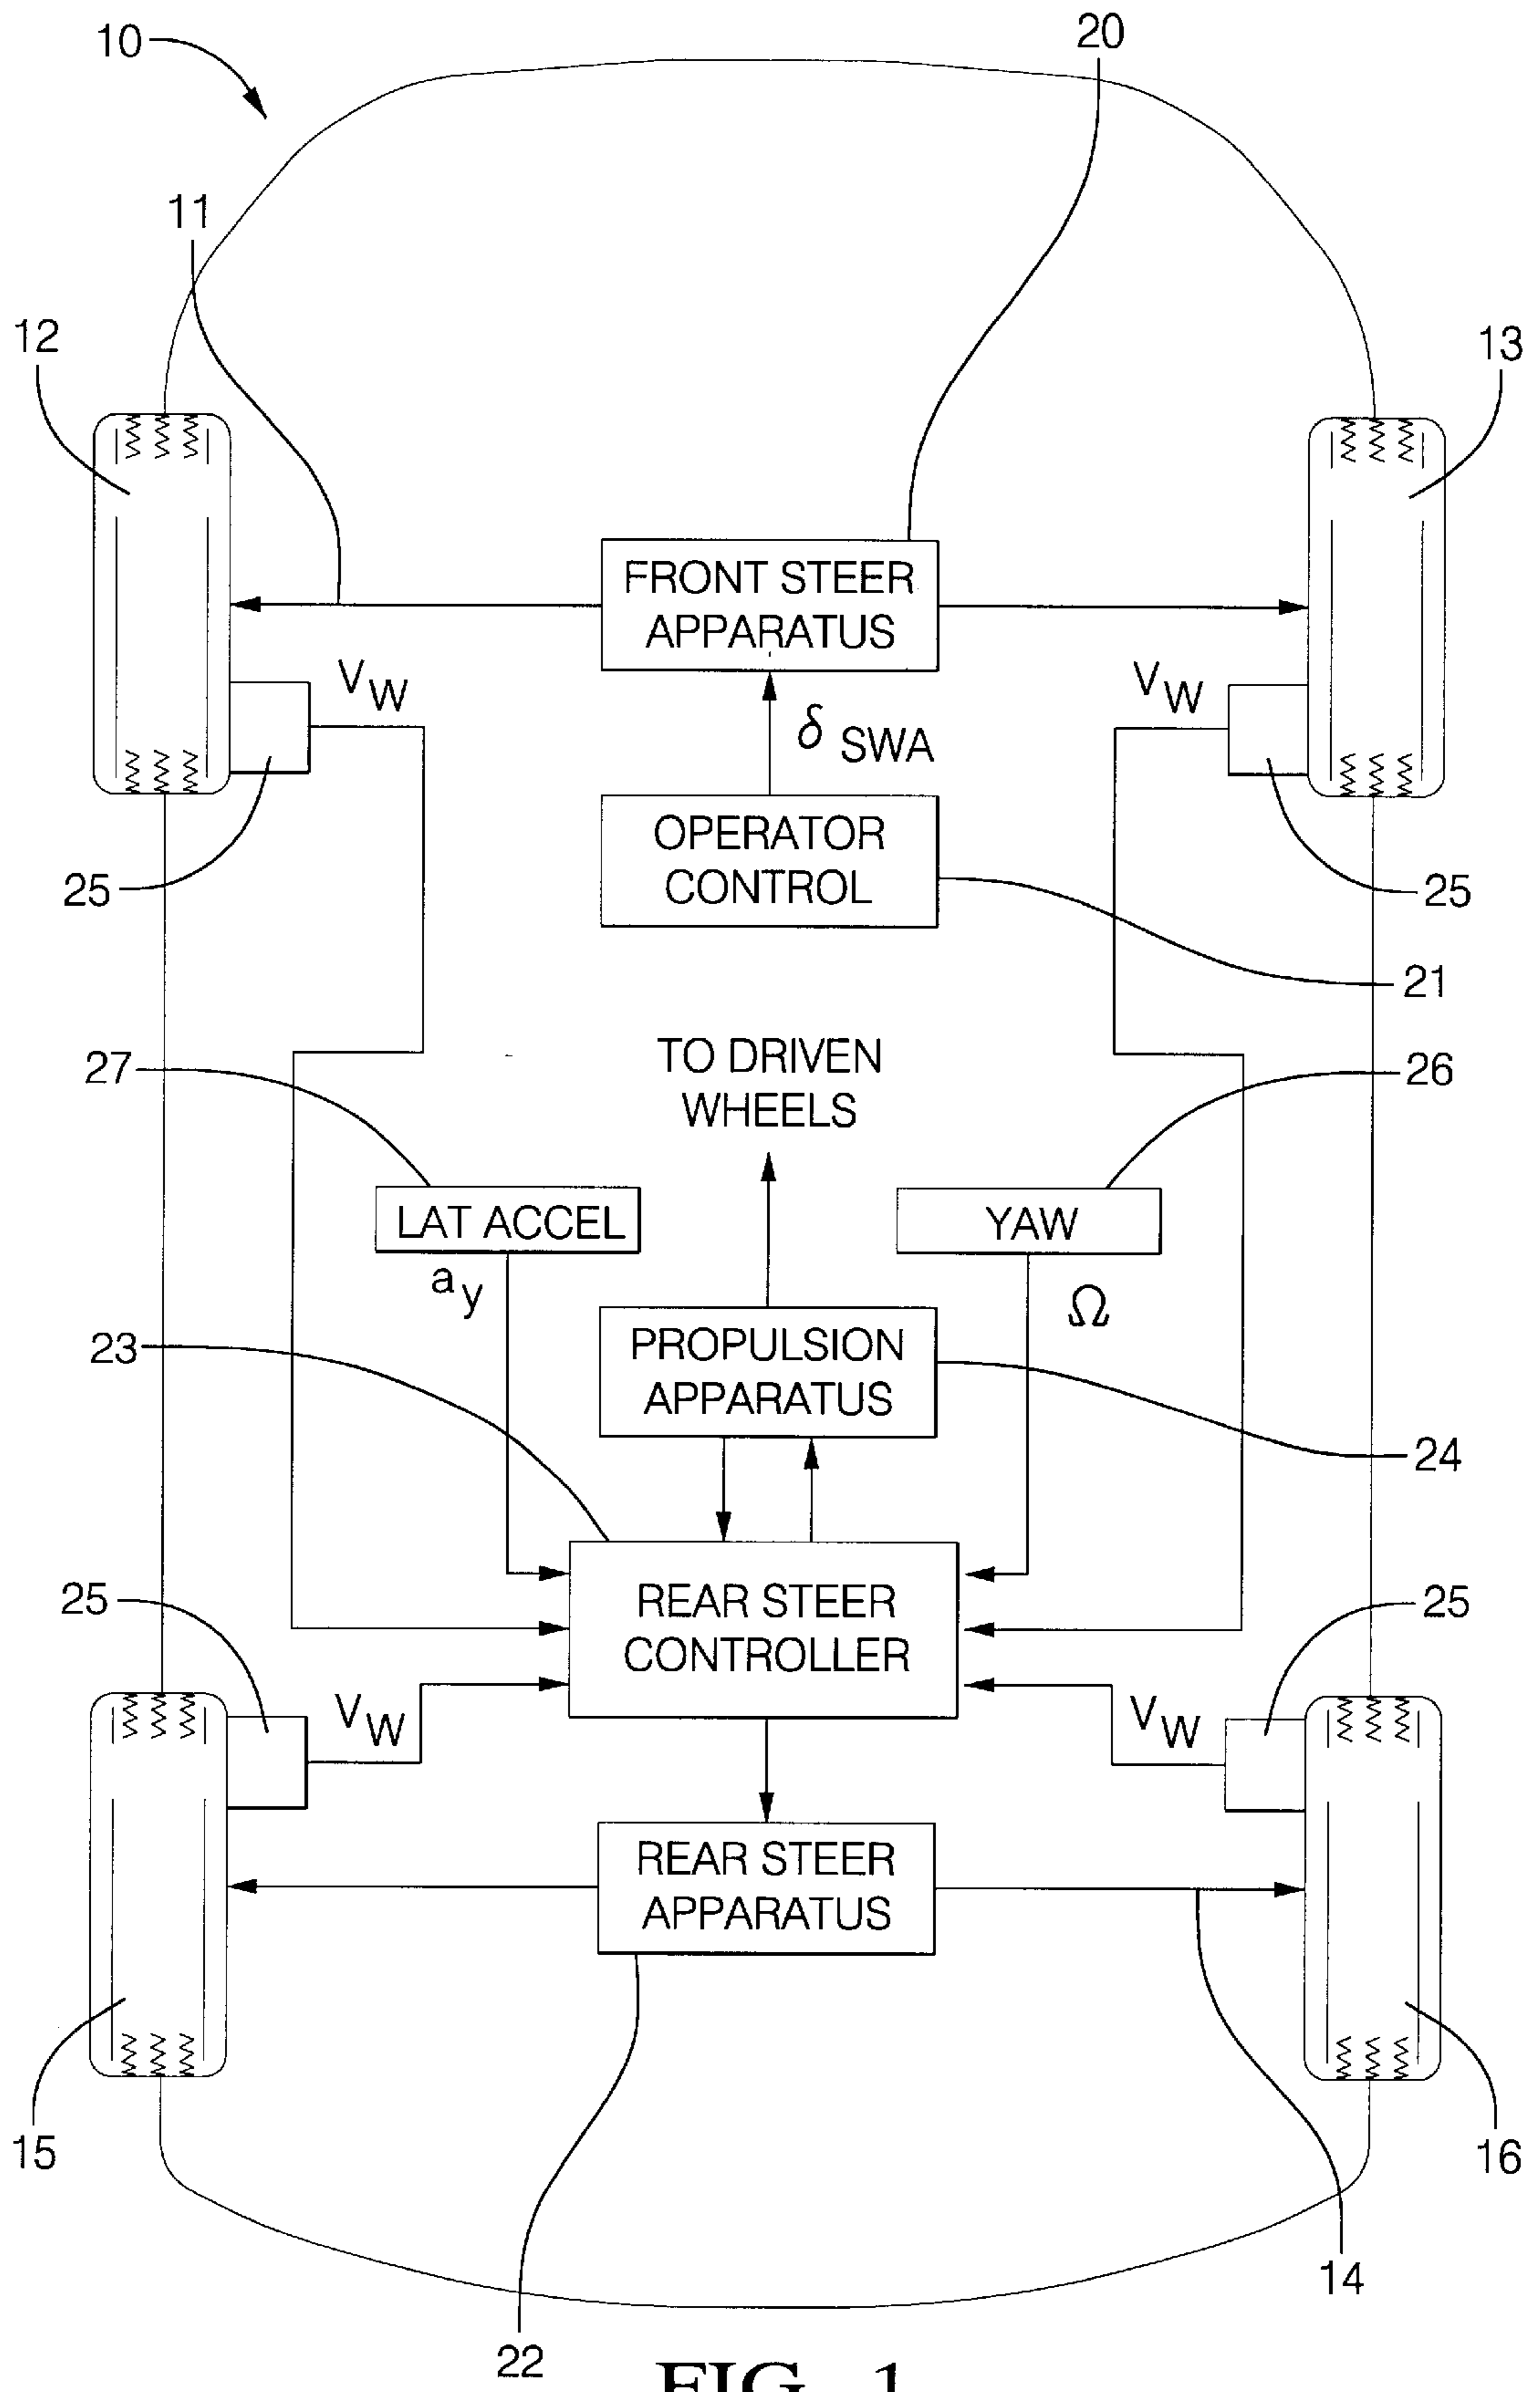 10
20
11
12
13
FRONT STEER
APPARATUS
VW
VW
δ SWA
OPERATOR
CONTROL
25
25
21
TO DRIVEN
WHEELS
27
26
LAT ACCEL
YAW
ay
Ω
23
PROPULSION
APPARATUS
24
25
25
REAR STEER
CONTROLLER
VW
VW
REAR STEER
APPARATUS
15
16
14
22
FIG. 1